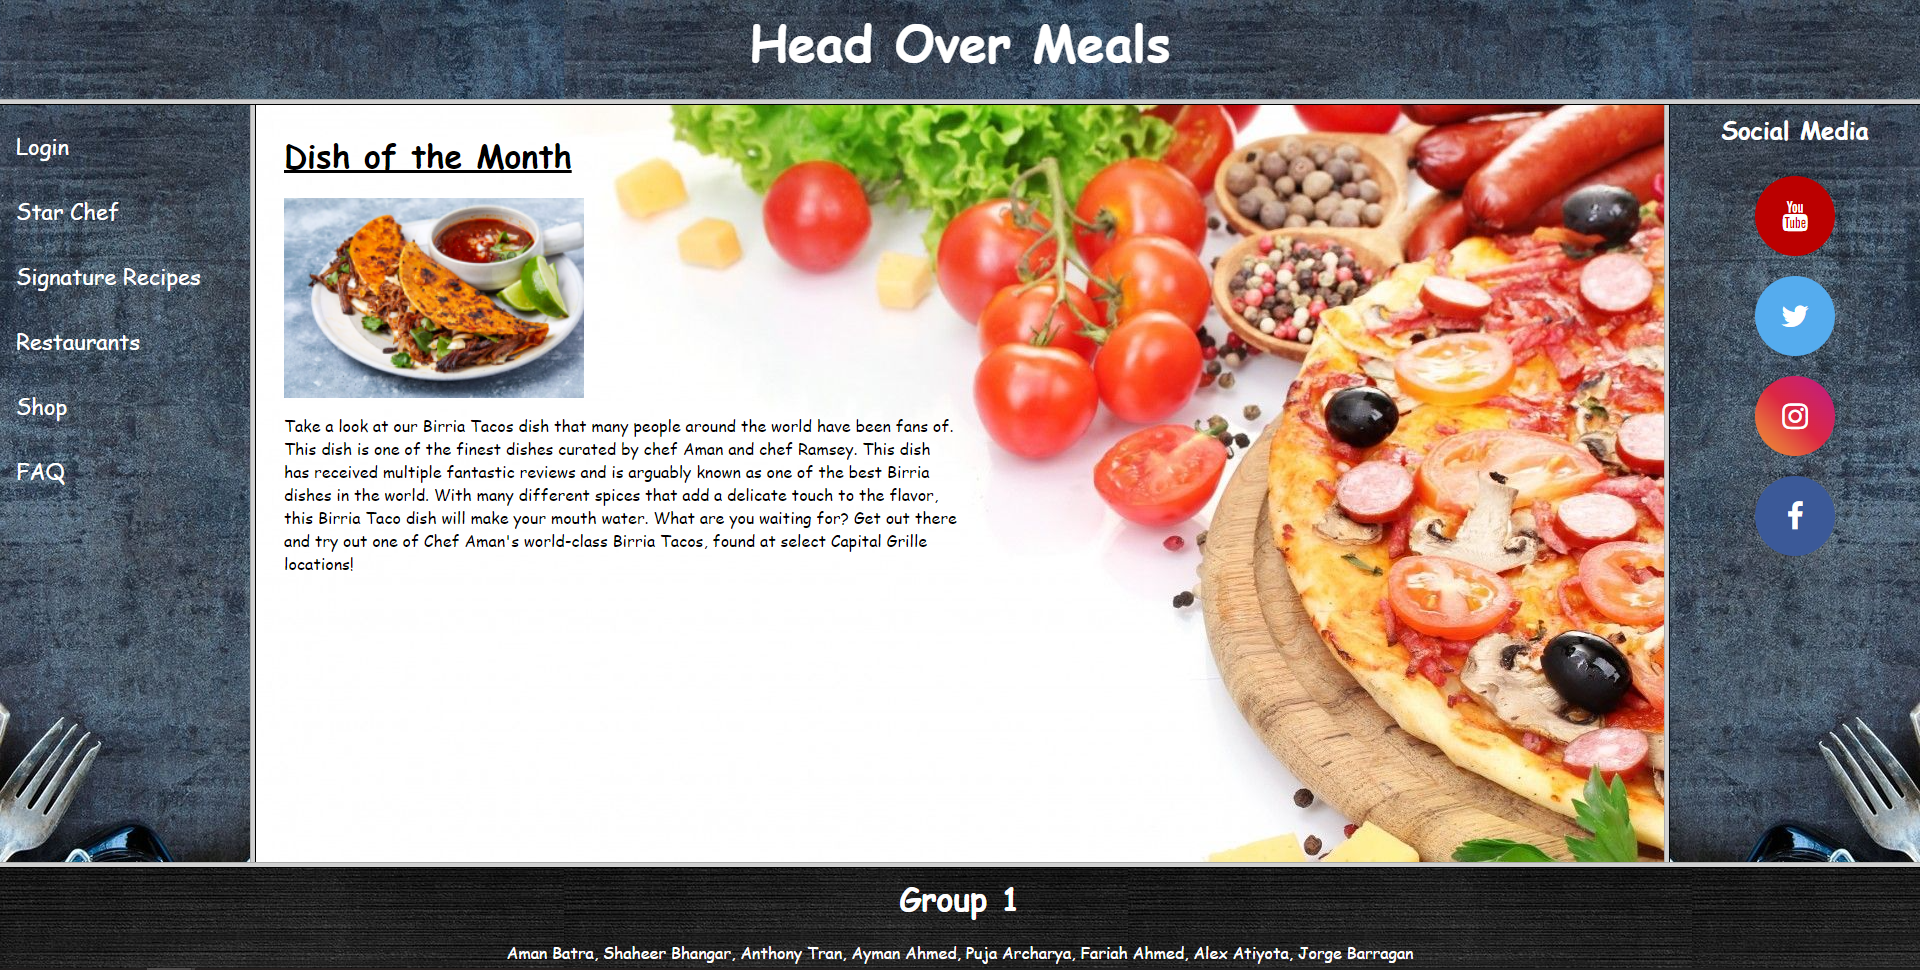 Head Over Meals
Login
Star Chef
Signature Recipes
Restaurants
Shop
FAQ
Dish of the Month
Take a look at our Birria Tacos dish that many people around the world have been fans of.
This dish is one of the finest dishes curated by chef Aman and chef Ramsey. This dish
has received multiple fantastic reviews and is arguably known as one of the best Birria
dishes in the world. With many different spices that add a delicate touch to the flavor,
this Birria Taco dish will make your mouth water. What are you waiting for? Get out there
and try out one of Chef Aman's world-class Birria Tacos, found at select Capital Grille
locations!
Social Media
You
Tube
Group 1
Aman Batra, Shaheer Bhangar, Anthony Tran, Ayman Ahmed, Puja Archarya, Fariah Ahmed, Alex Atiyota, Jorge Barragan